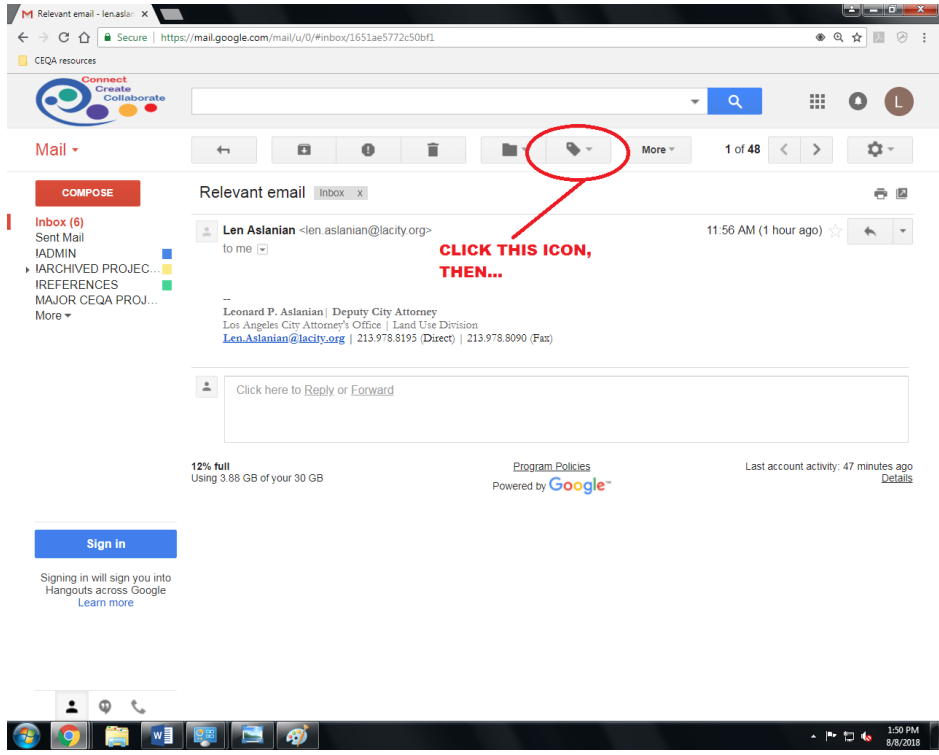 Relevant email - len.aslan
Secure | https://mail.google.com/mail/u/0/#inbox/1651ae5772c50bf1
CEQA resources
Connect
Create
Collaborate
L
Mail
More
1 of 48
COMPOSE
Relevant email Inbox x
Inbox (6)
Sent Mail
!ADMIN
!ARCHIVED PROJEC...
!REFERENCES
MAJOR CEQA PROJ...
More
Len Aslanian <len.aslanian@lacity.org>
11:56 AM (1 hour ago)
to me
CLICK THIS ICON,
THEN...
--
Leonard P. Aslanian | Deputy City Attorney
Los Angeles City Attorney's Office | Land Use Division
Len.Aslanian@lacity.org | 213.978.8195 (Direct) | 213.978.8090 (Fax)
Click here to Reply or Forward
12% full
Using 3.88 GB of your 30 GB
Program Policies
Powered by Google™
Last account activity: 47 minutes ago
Details
Sign in
Signing in will sign you into
Hangouts across Google
Learn more
1:50 PM
8/8/2018